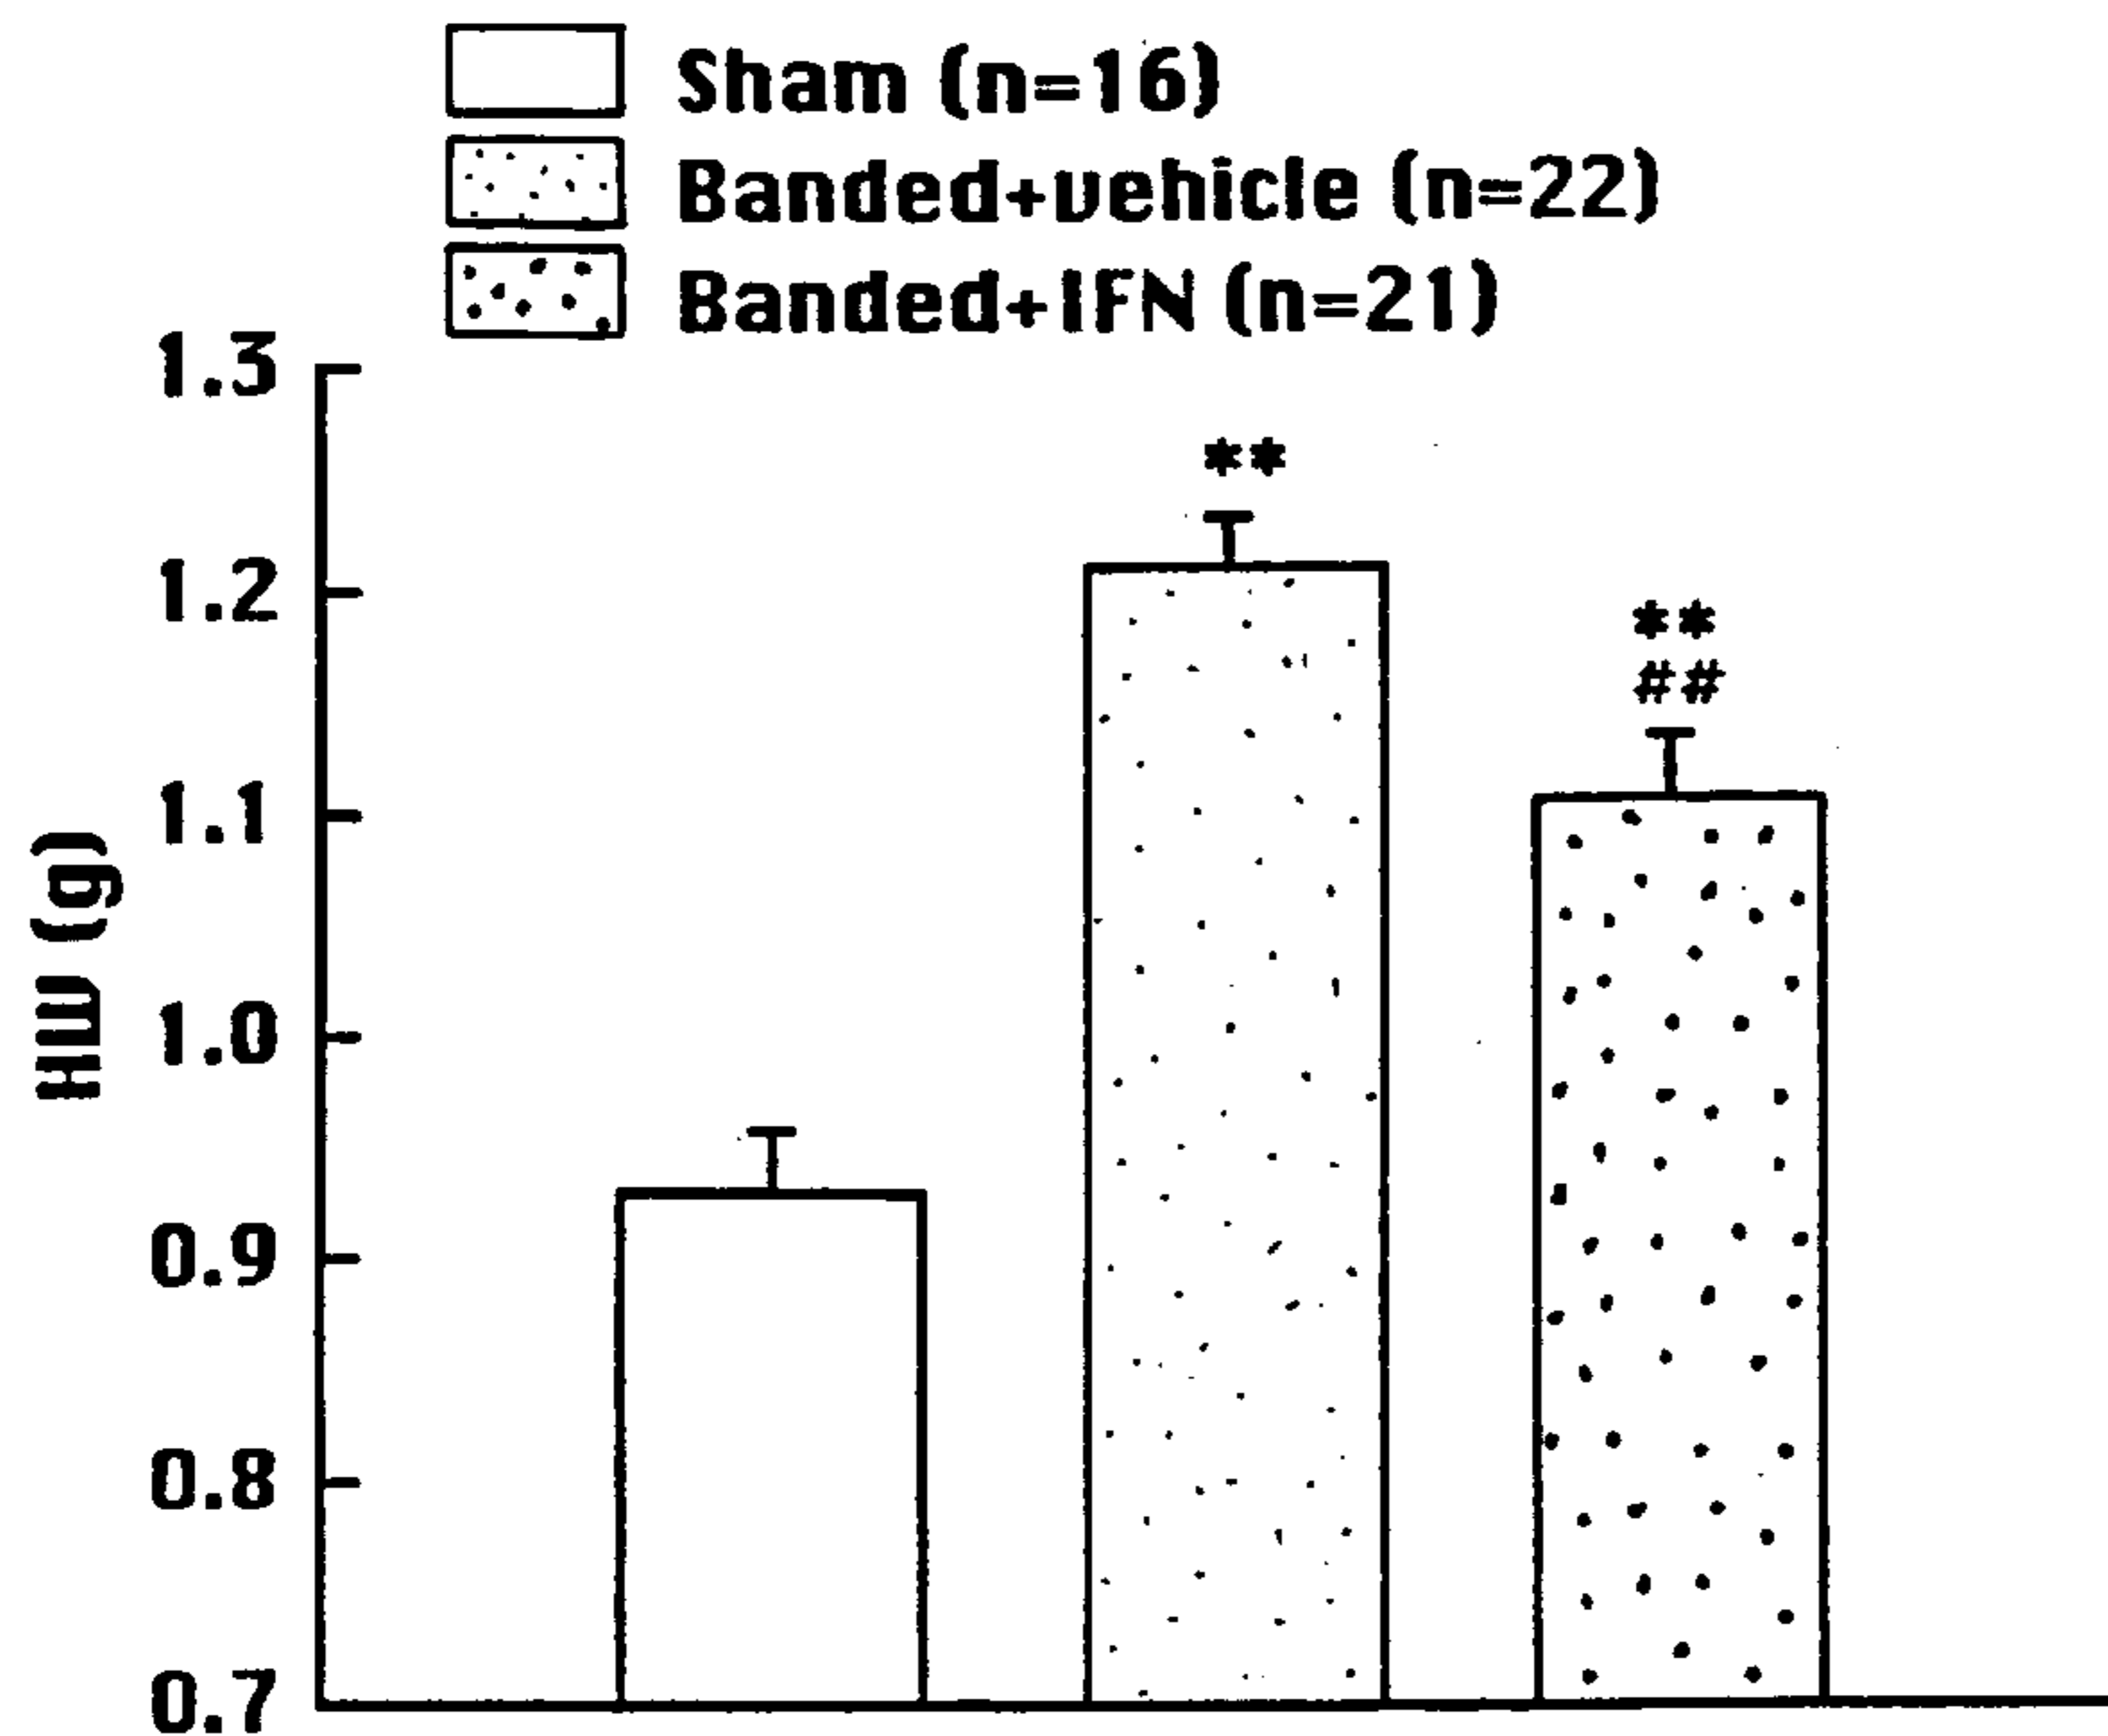 Sham (n=16)
Banded+vehicle (n=22)
Banded+IFN (n=21)
1.3
**
1.2
**
##
1.1
HW (g)
1.0
0.9
0.8
0.7